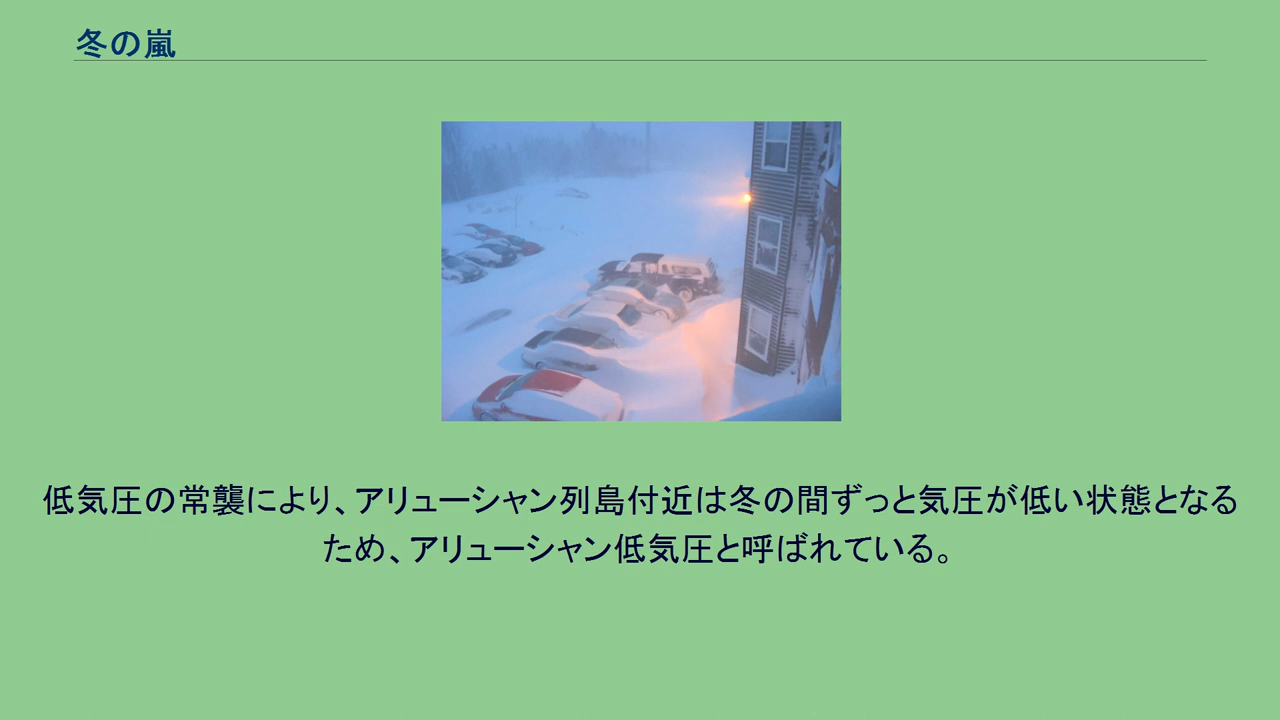 冬の嵐
低気圧の常襲により、アリューシャン列島付近は冬の間ずっと気圧が低い状態となる
ため、アリューシャン低気圧と呼ばれている。